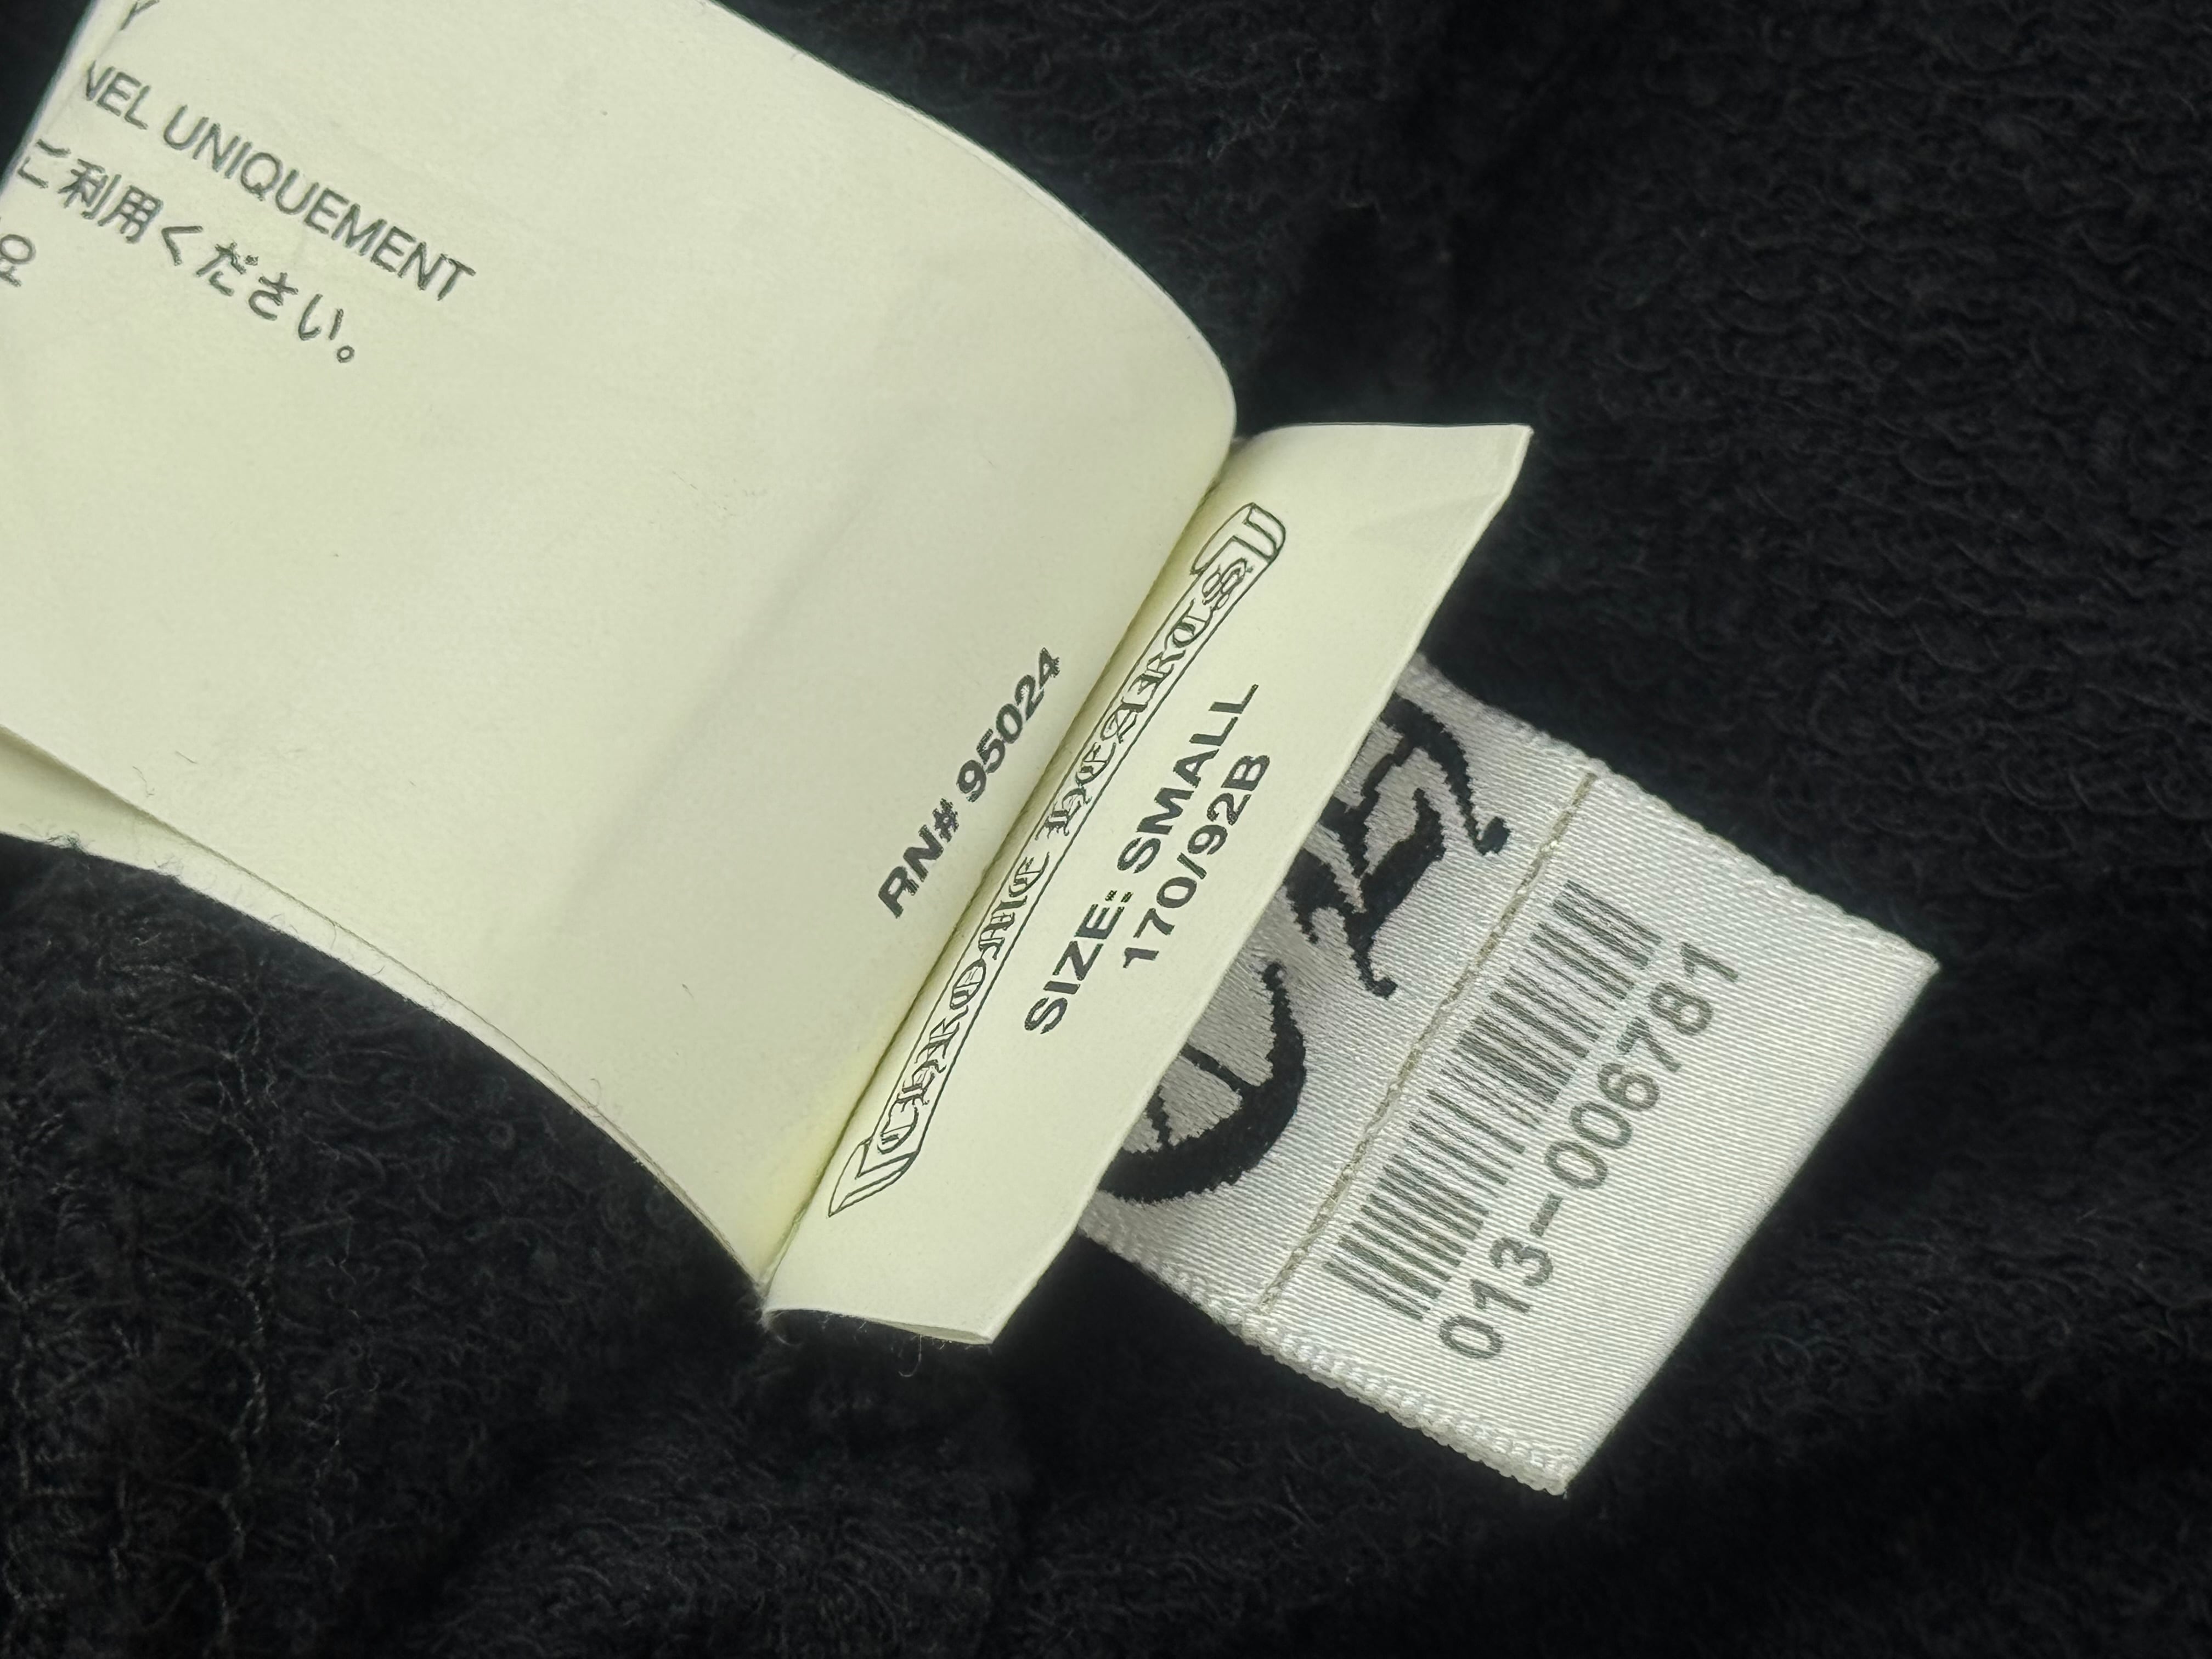 NEL UNIQUEMENT
ご利用ください。
요
RN# 95024
CHROME HEARTS
SIZE: SMALL
170/92B
013-006781